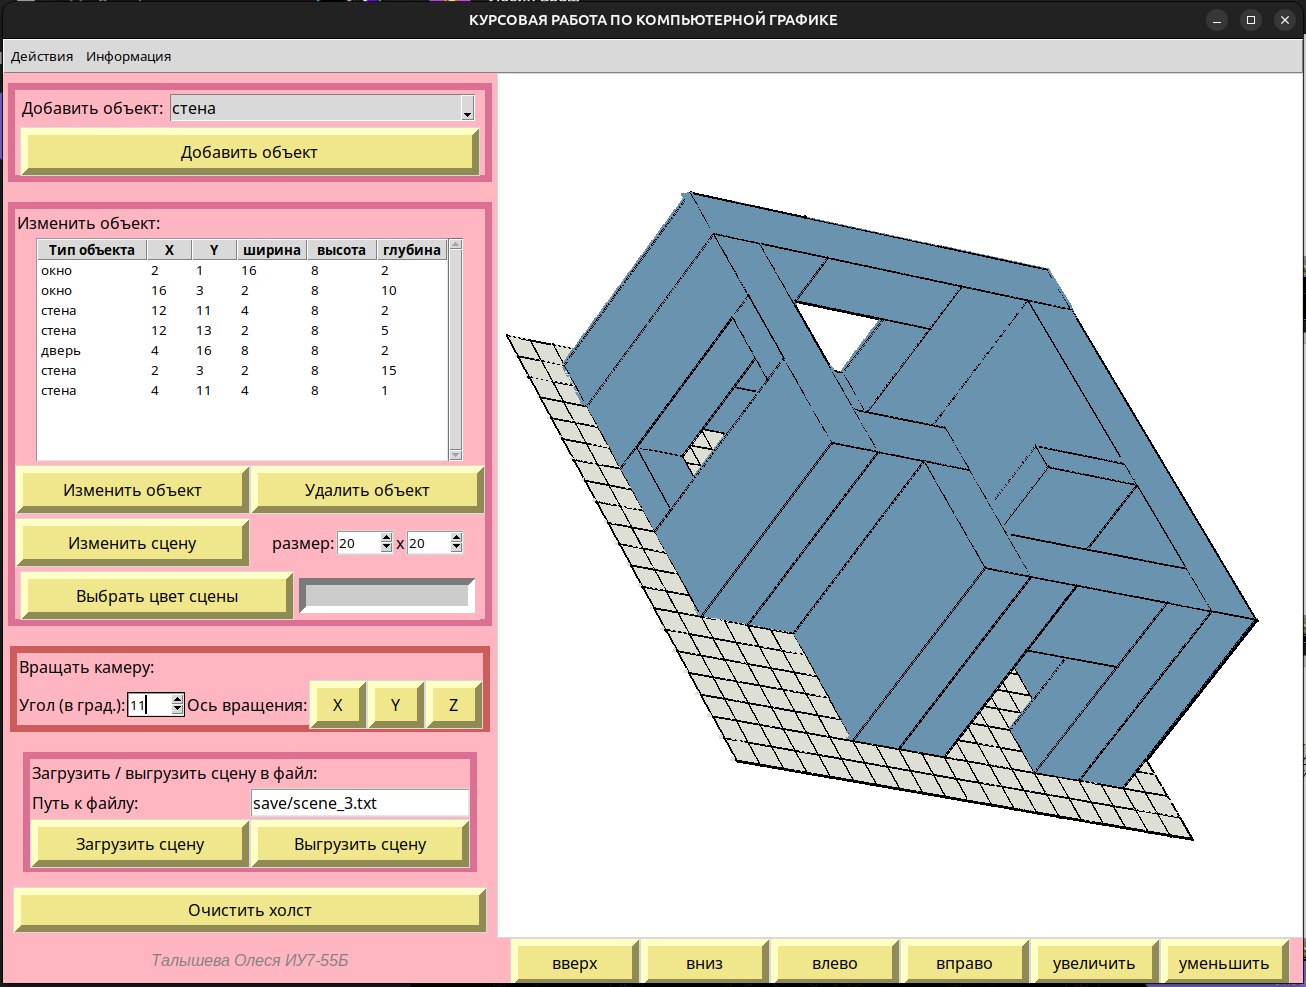 КУРСОВАЯ РАБОТА ПО КОМПЬЮТЕРНОЙ ГРАФИКЕ
Действия Информация
Добавить объект: стена
Добавить объект
Изменить объект:
Тип объекта X Y ширина высота глубина
окно 2 1 16 8 2
окно 16 3 2 8 10
стена 12 11 4 8 2
стена 12 13 2 8 5
дверь 4 16 8 8 2
стена 2 3 2 8 15
стена 4 11 4 8 1
Изменить объект Удалить объект
Изменить сцену размер: 20 x 20
Выбрать цвет сцены
Вращать камеру:
Угол (в град.): 11 Ось вращения: X Y Z
Загрузить / выгрузить сцену в файл:
Путь к файлу: save/scene_3.txt
Загрузить сцену Выгрузить сцену
Очистить холст
Талышева Олеся ИУ7-55Б
вверх вниз влево вправо увеличить уменьшить